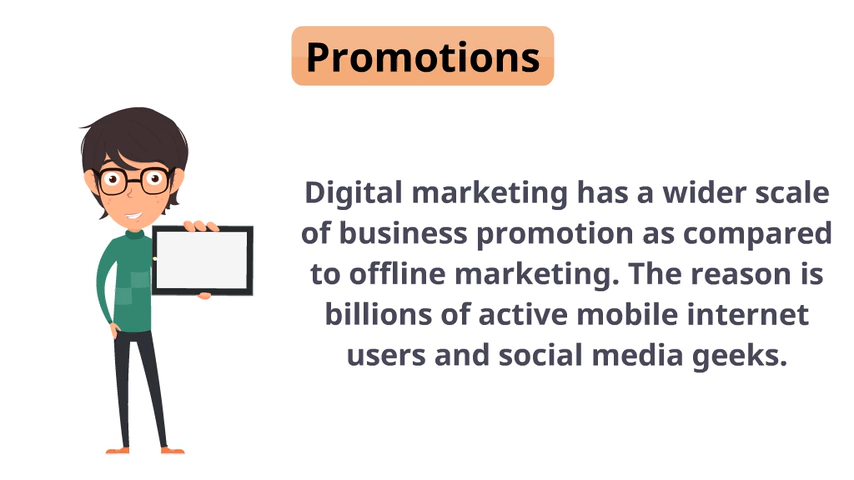 Promotions
Digital marketing has a wider scale
of business promotion as compared
to offline marketing. The reason is
billions of active mobile internet
users and social media geeks.